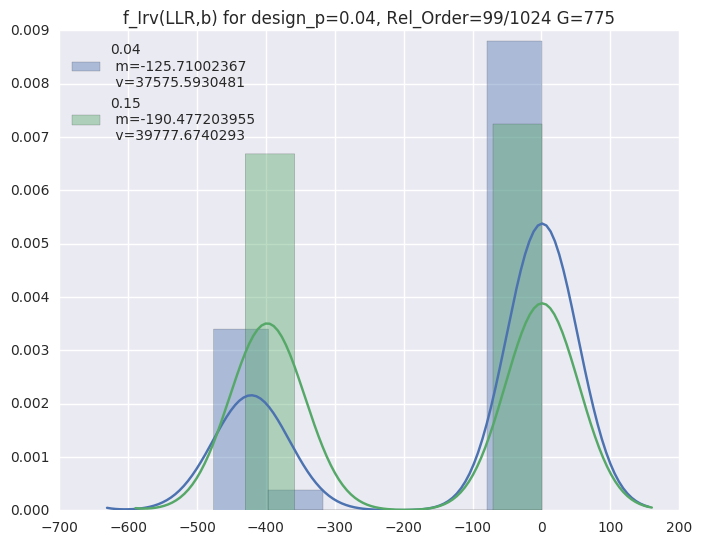 f_Irv(LLR,b) for design_p=0.04, Rel_Order=99/1024 G=775
0.04
m=-125.71002367
v=37575.5930481
0.15
m=-190.477203955
v=39777.6740293
0.009
0.008
0.007
0.006
0.005
0.004
0.003
0.002
0.001
0.000
−700 −600 −500 −400 −300 −200 −100 0 100 200